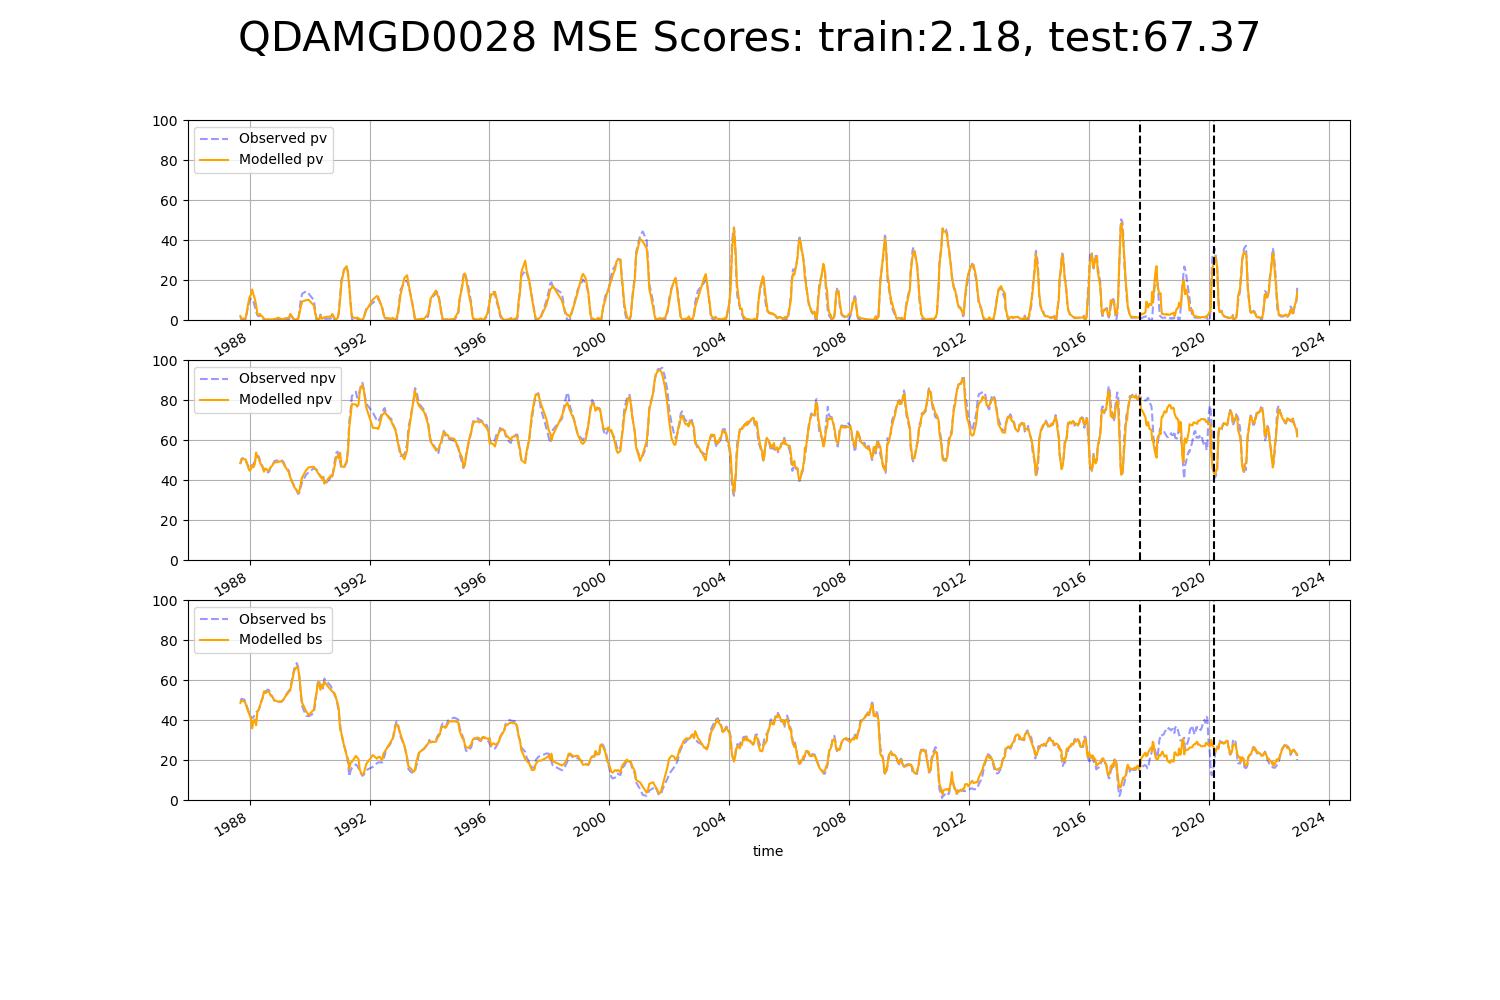 QDAMGD0028 MSE Scores: train:2.18, test:67.37
100
80
60
40
20
0
Observed pv
Modelled pv
1988 1992 1996 2000 2004 2008 2012 2016 2020 2024
100
80
60
40
20
0
Observed npv
Modelled npv
1988 1992 1996 2000 2004 2008 2012 2016 2020 2024
100
80
60
40
20
0
Observed bs
Modelled bs
1988 1992 1996 2000 2004 2008 2012 2016 2020 2024
time